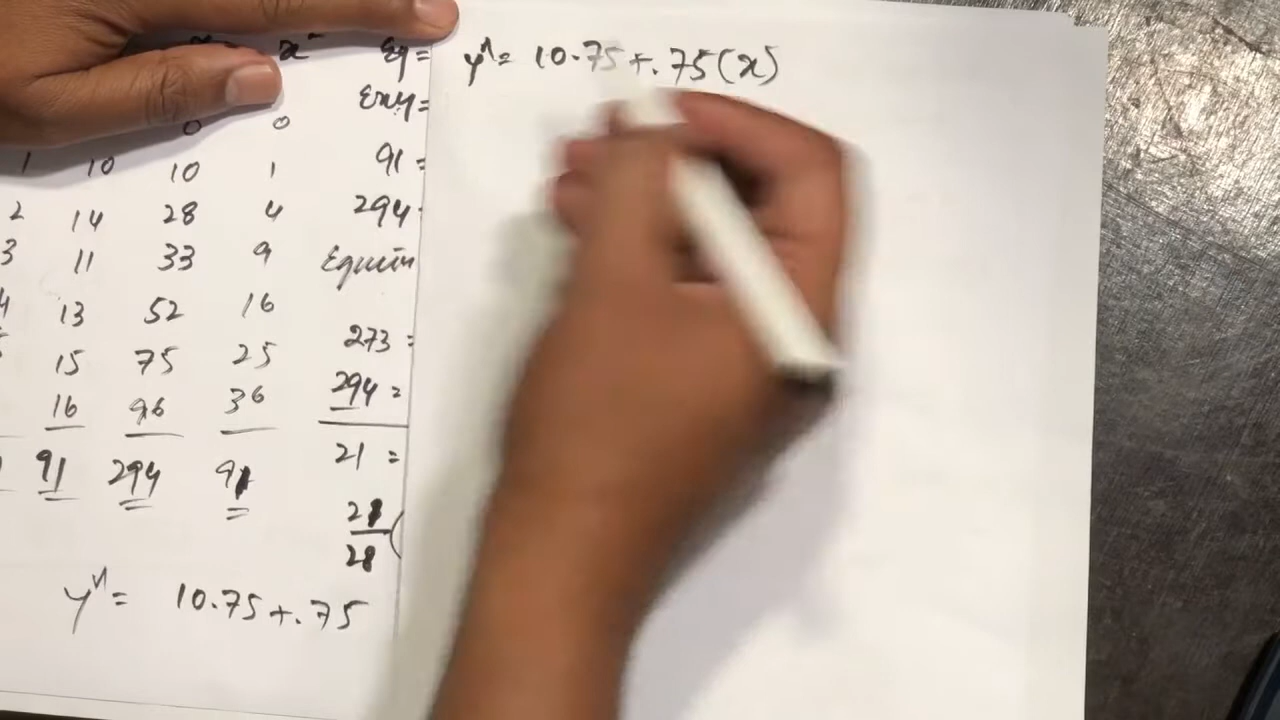 x² Ey = y^ = 10.75 + .75(x)
Exy =
0 0
1 10 10 1 91 =
2 14 28 4 294
3 11 33 9
4 13 52 16
15 75 25 273 =
16 96 36 294 =
91 294 91 21 =
21
28
y^ = 10.75 + .75